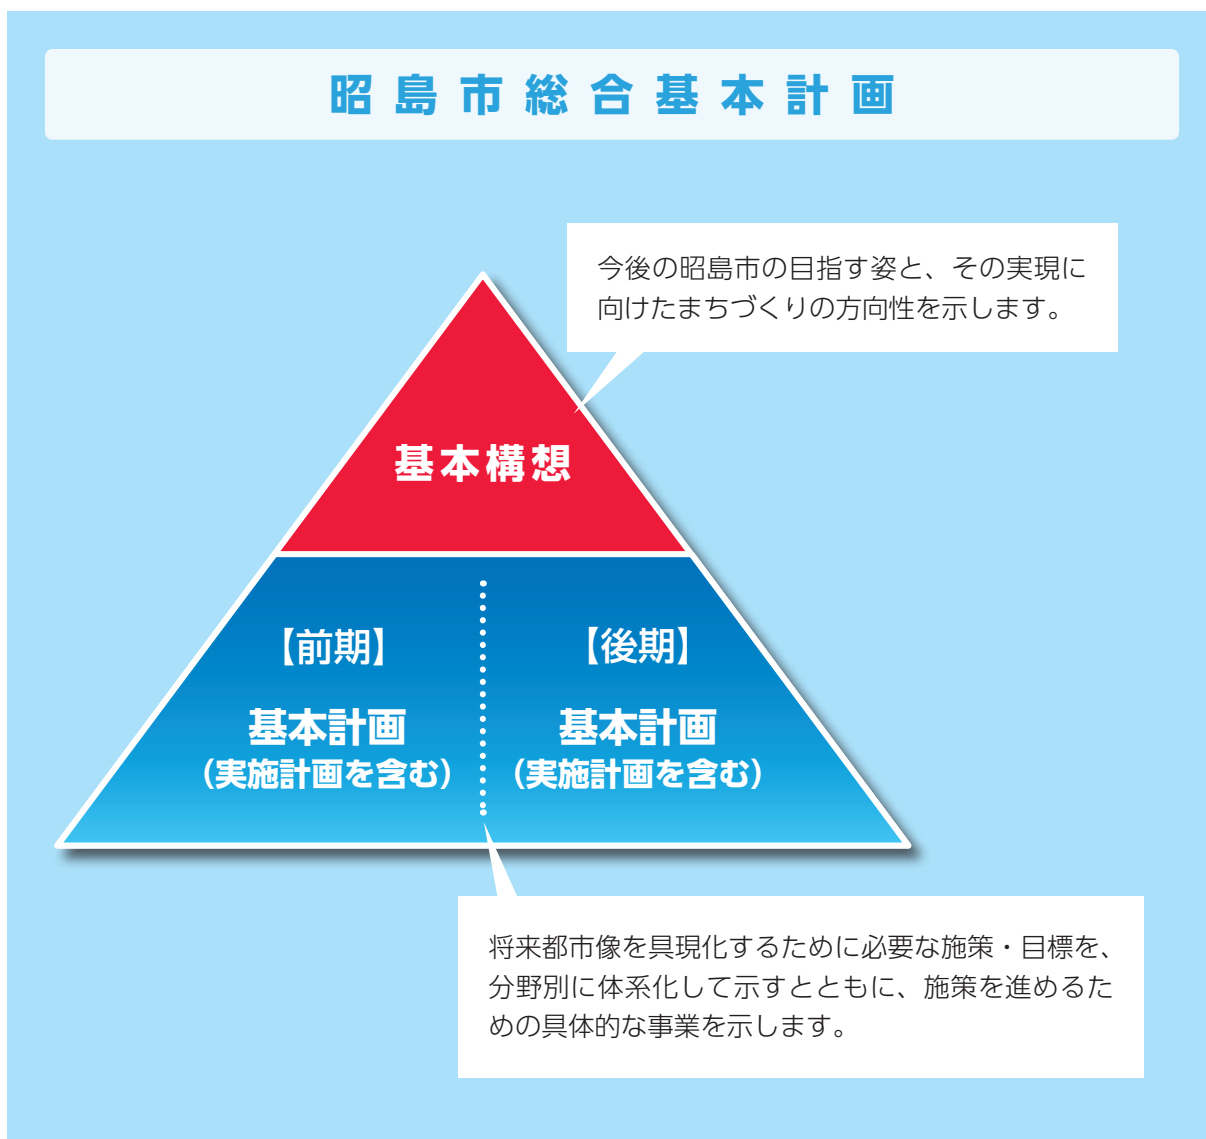 昭島市総合基本計画
今後の昭島市の目指す姿と、その実現に
向けたまちづくりの方向性を示します。
基本構想
【前期】
基本計画
（実施計画を含む）
【後期】
基本計画
（実施計画を含む）
将来都市像を具現化するために必要な施策・目標を、
分野別に体系化して示すとともに、施策を進めるた
めの具体的な事業を示します。